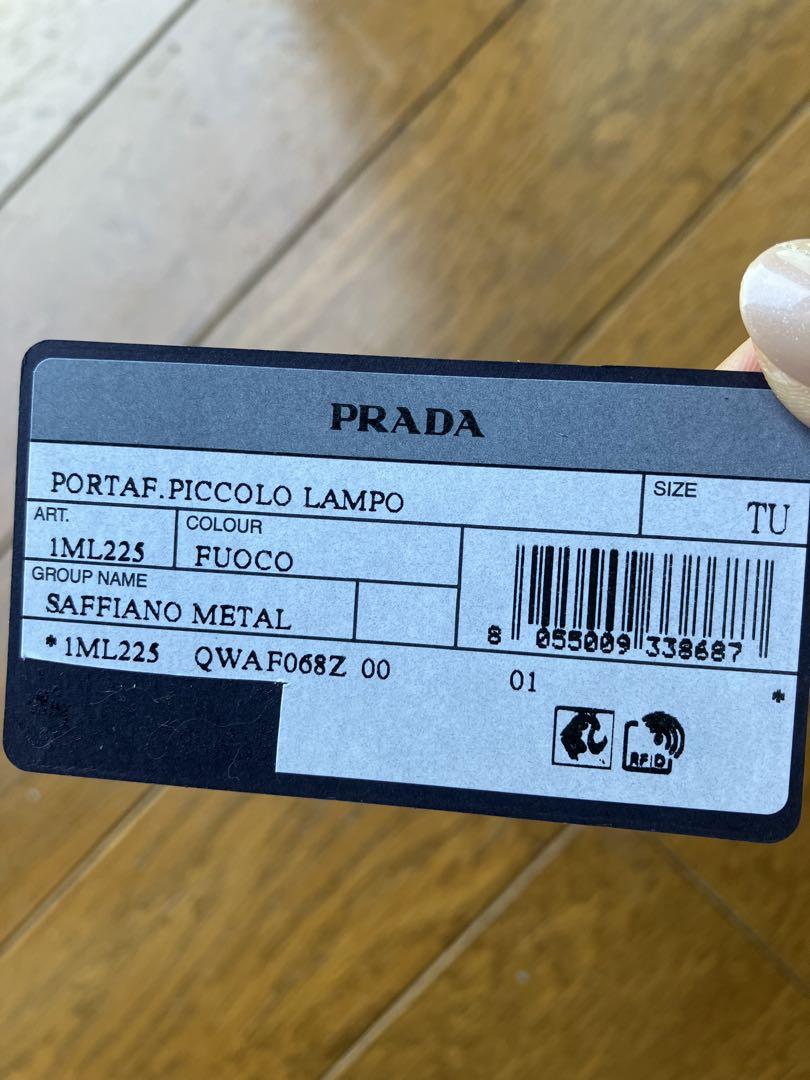 PRADA
PORTAF.PICCOLO LAMPO
SIZE
TU
ART.
1ML225
COLOUR
FUOCO
GROUP NAME
SAFFIANO METAL
8 055009 338687
*1ML225 QWAF068Z 00 01 *
RFID